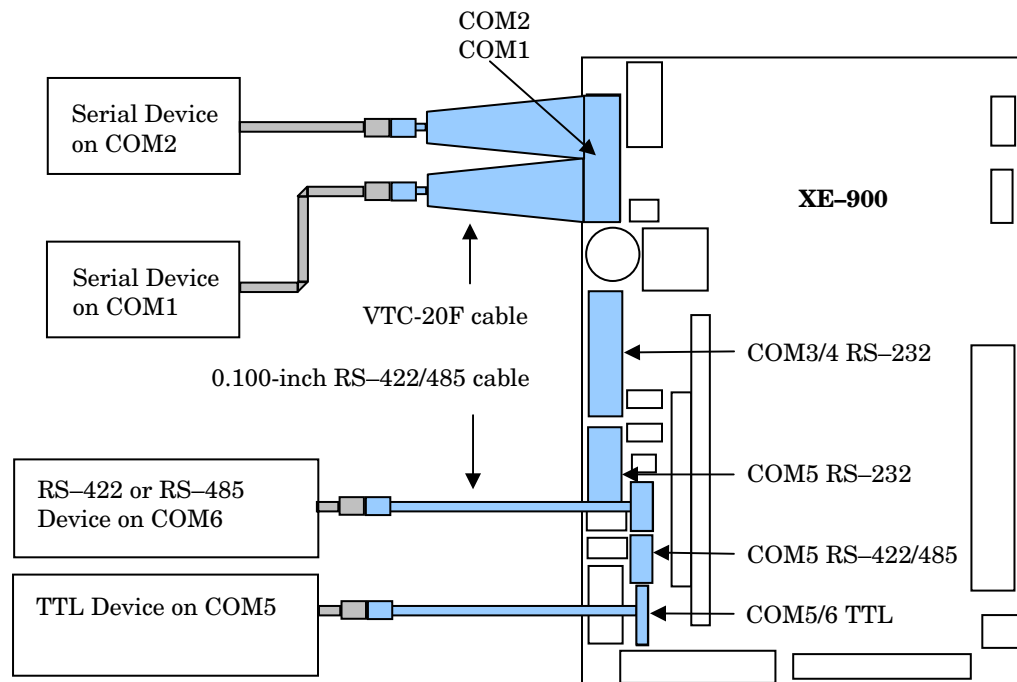 COM2
COM1
Serial Device
on COM2
XE–900
Serial Device
on COM1
VTC-20F cable
COM3/4 RS–232
0.100-inch RS–422/485 cable
COM5 RS–232
RS–422 or RS–485
Device on COM6
COM5 RS–422/485
TTL Device on COM5
COM5/6 TTL